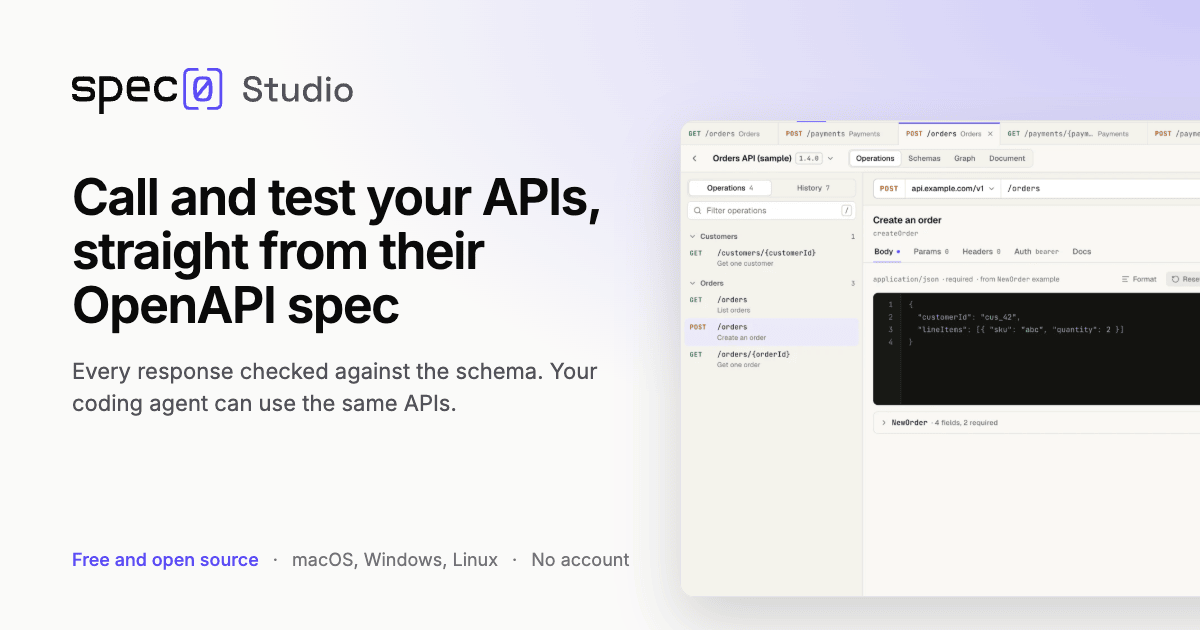 spec[0] Studio
Call and test your APIs,
straight from their
OpenAPI spec
Every response checked against the schema. Your
coding agent can use the same APIs.
Free and open source · macOS, Windows, Linux · No account
GET /orders Orders
POST /payments Payments
POST /orders Orders ×
GET /payments/{paym… Payments
POST /payme
Orders API (sample) 1.4.0
Operations Schemas Graph Document
Operations 4 History 7
Filter operations /
Customers 1
GET /customers/{customerId}
Get one customer
Orders 3
GET /orders
List orders
POST /orders
Create an order
GET /orders/{orderId}
Get one order
POST api.example.com/v1 /orders
Create an order
createOrder
Body Params 0 Headers 0 Auth bearer Docs
application/json · required · from NewOrder example Format Rese
1 {
2 "customerId": "cus_42",
3 "lineItems": [{ "sku": "abc", "quantity": 2 }]
4 }
NewOrder · 4 fields, 2 required